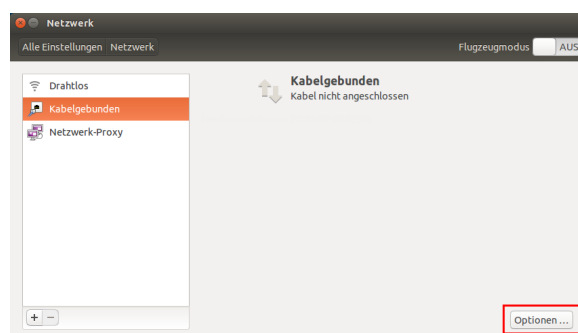 Netzwerk
Alle Einstellungen Netzwerk
Flugzeugmodus AUS
Drahtlos
Kabelgebunden
Netzwerk-Proxy
Kabelgebunden
Kabel nicht angeschlossen
+ −
Optionen ...